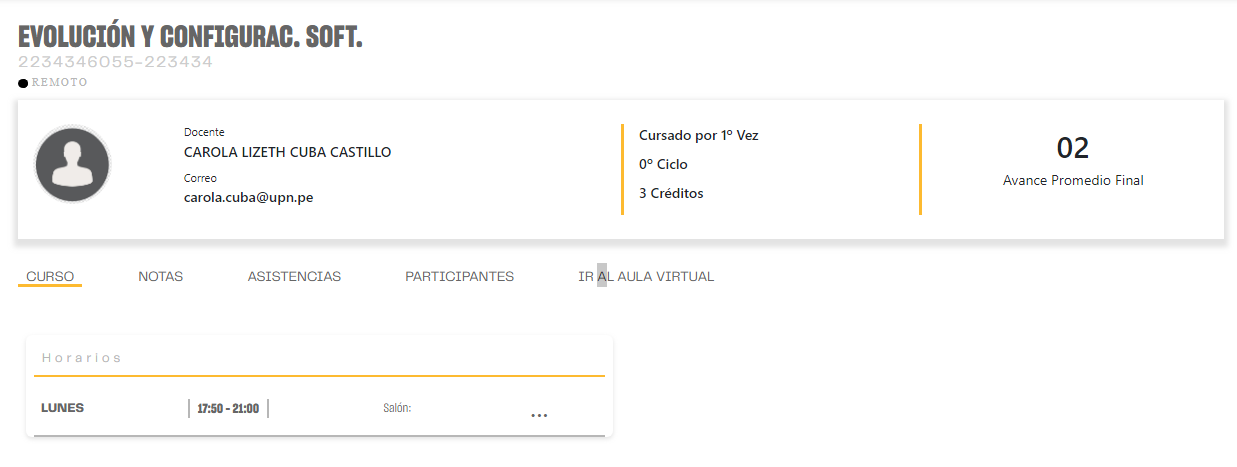 EVOLUCIÓN Y CONFIGURAC. SOFT.
2234346055-223434
REMOTO
Docente
CAROLA LIZETH CUBA CASTILLO
Correo
carola.cuba@upn.pe
Cursado por 1º Vez
0º Ciclo
3 Créditos
02
Avance Promedio Final
CURSO NOTAS ASISTENCIAS PARTICIPANTES IR AL AULA VIRTUAL
Horarios
LUNES 17:50 - 21:00 Salón: ...